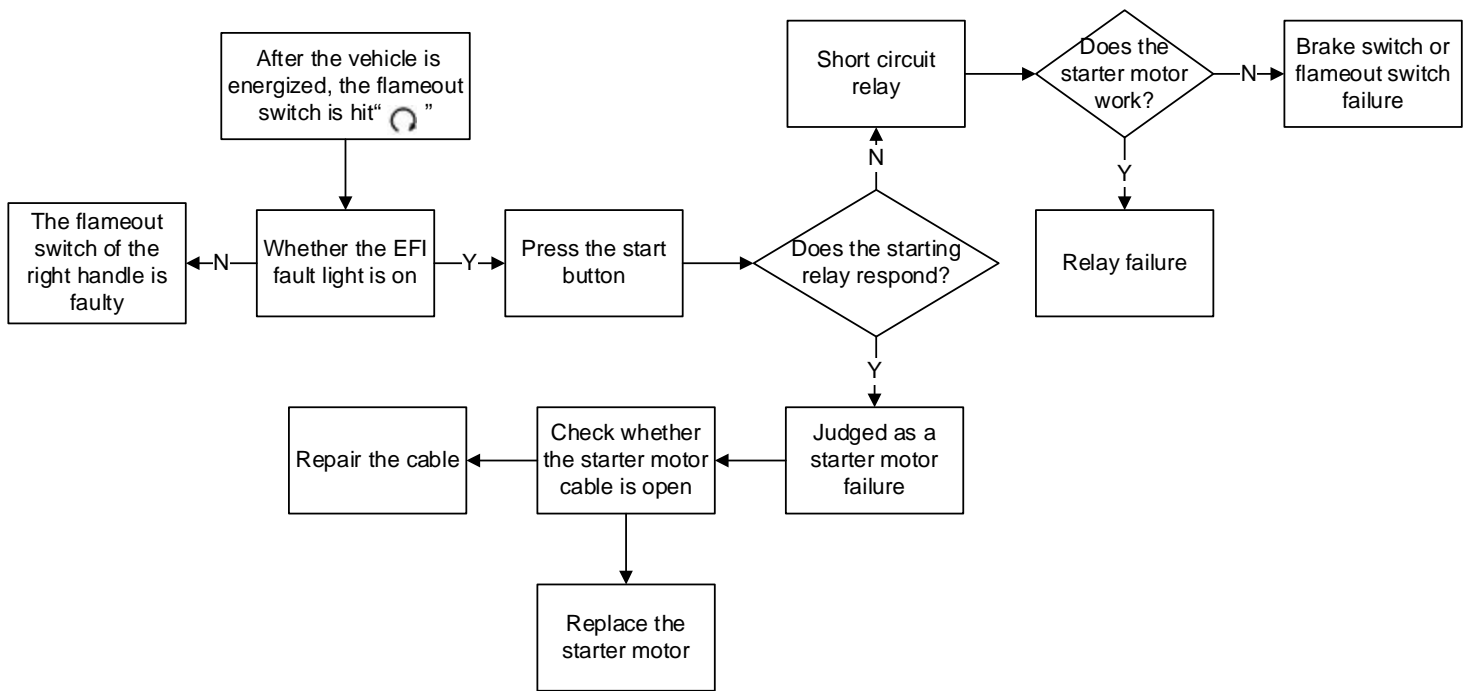 After the vehicle is
energized, the flameout
switch is hit“ ”
The flameout
switch of the
right handle is
faulty
N
Whether the EFI
fault light is on
Y
Press the start
button
Does the starting
relay respond?
N
Short circuit
relay
Does the
starter motor
work?
N
Brake switch or
flameout switch
failure
Y
Relay failure
Y
Judged as a
starter motor
failure
Check whether
the starter motor
cable is open
Repair the cable
Replace the
starter motor